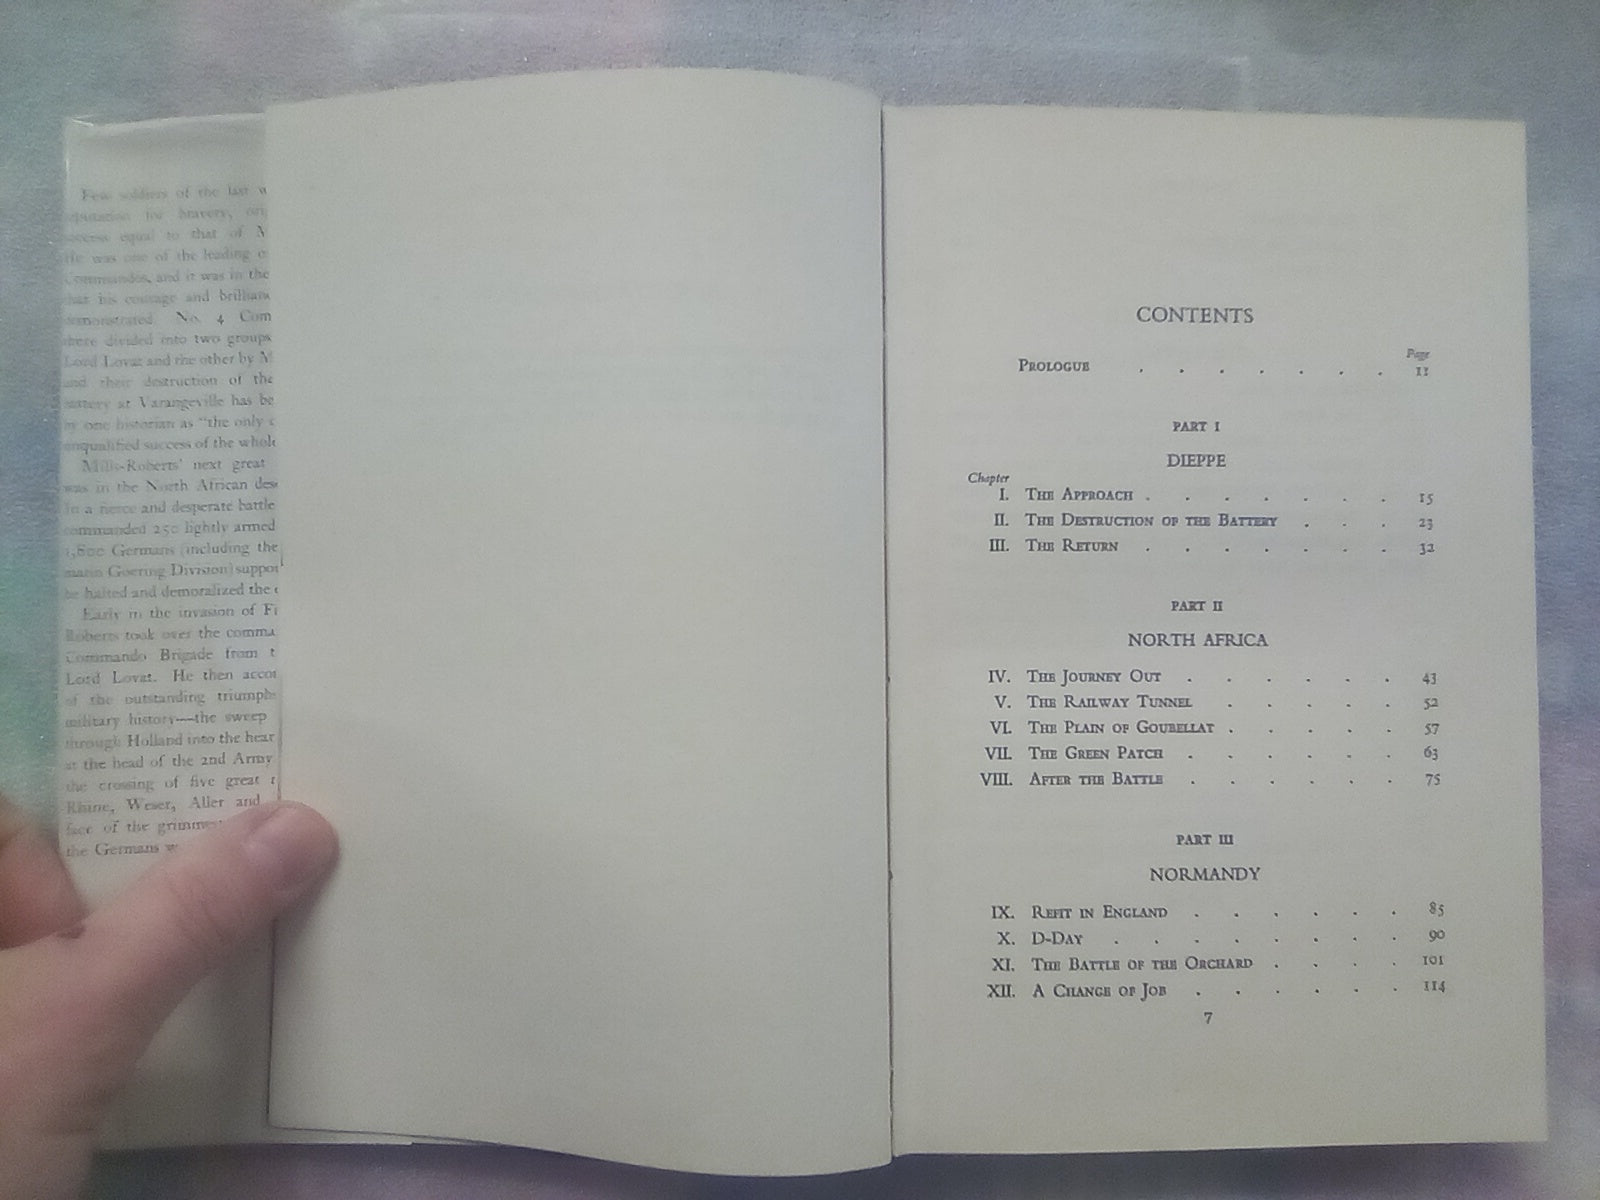 Few soldiers of the last w
reputation for bravery, ori
success equal to that of M
He was one of the leading
Commandos, and it was in the
that his courage and brillian
demonstrated. No. 4 Com
there divided into two groups
Lord Lovat and the other by M
and their destruction of the
battery at Varangeville has be
by one historian as "the only
unqualified success of the whole
Mills-Roberts' next great
was in the North African des
In a fierce and desperate battle
commanded 250 lightly armed
1,800 Germans (including the
mann Goering Division) suppor
he halted and demoralized the
Early in the invasion of
Roberts took over the comma
Commando Brigade from t
Lord Lovat. He then accom
of the outstanding triumphs
military history—the sweep
through Holland into the hear
at the head of the 2nd Army
the crossing of five great r
Rhine, Weser, Aller and
face of the grimmest
the Germans w
CONTENTS
Page
PROLOGUE . . . . . . . 11
PART I
DIEPPE
Chapter
I. THE APPROACH . . . . . . . 15
II. THE DESTRUCTION OF THE BATTERY . . . 23
III. THE RETURN . . . . . . . 32
PART II
NORTH AFRICA
IV. THE JOURNEY OUT . . . . . . 43
V. THE RAILWAY TUNNEL . . . . . 52
VI. THE PLAIN OF GOUBELLAT . . . . . 57
VII. THE GREEN PATCH . . . . . . 63
VIII. AFTER THE BATTLE . . . . . . 75
PART III
NORMANDY
IX. REFIT IN ENGLAND . . . . . . 85
X. D-DAY . . . . . . . . 90
XI. THE BATTLE OF THE ORCHARD . . . . 101
XII. A CHANGE OF JOB . . . . . . 114
7